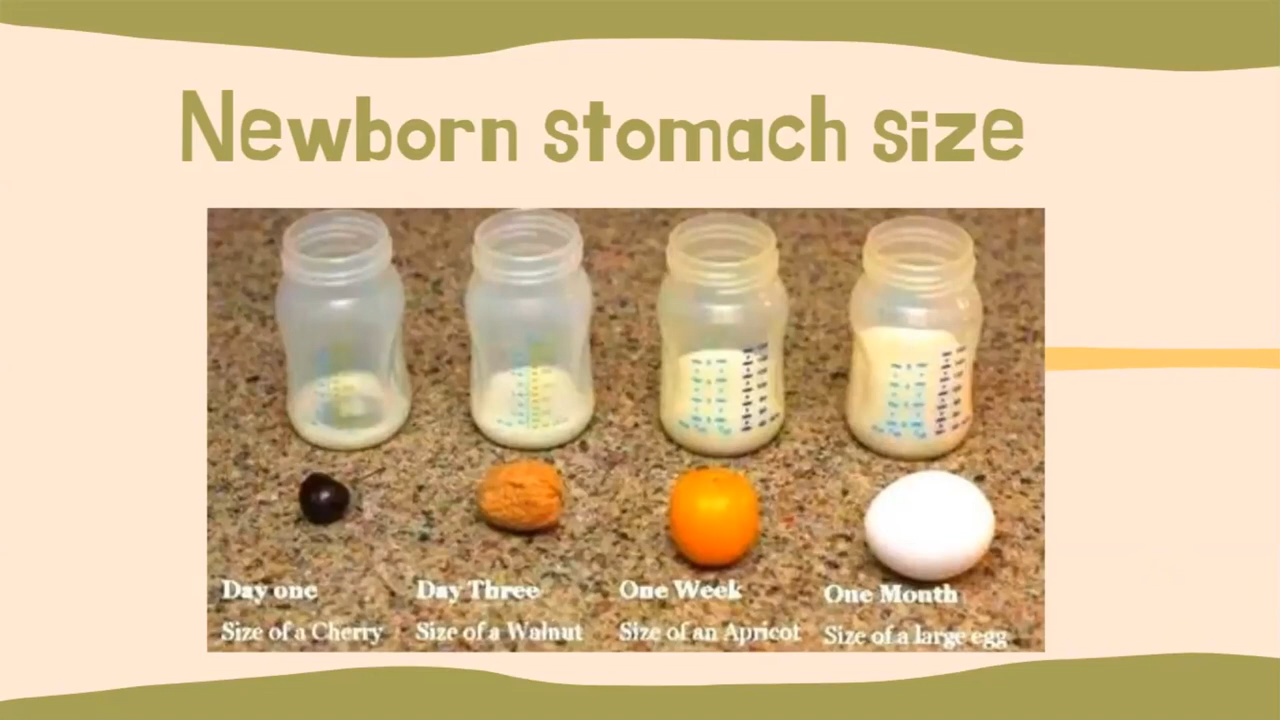 Newborn stomach size
Day one
Size of a Cherry
Day Three
Size of a Walnut
One Week
Size of an Apricot
One Month
Size of a large egg